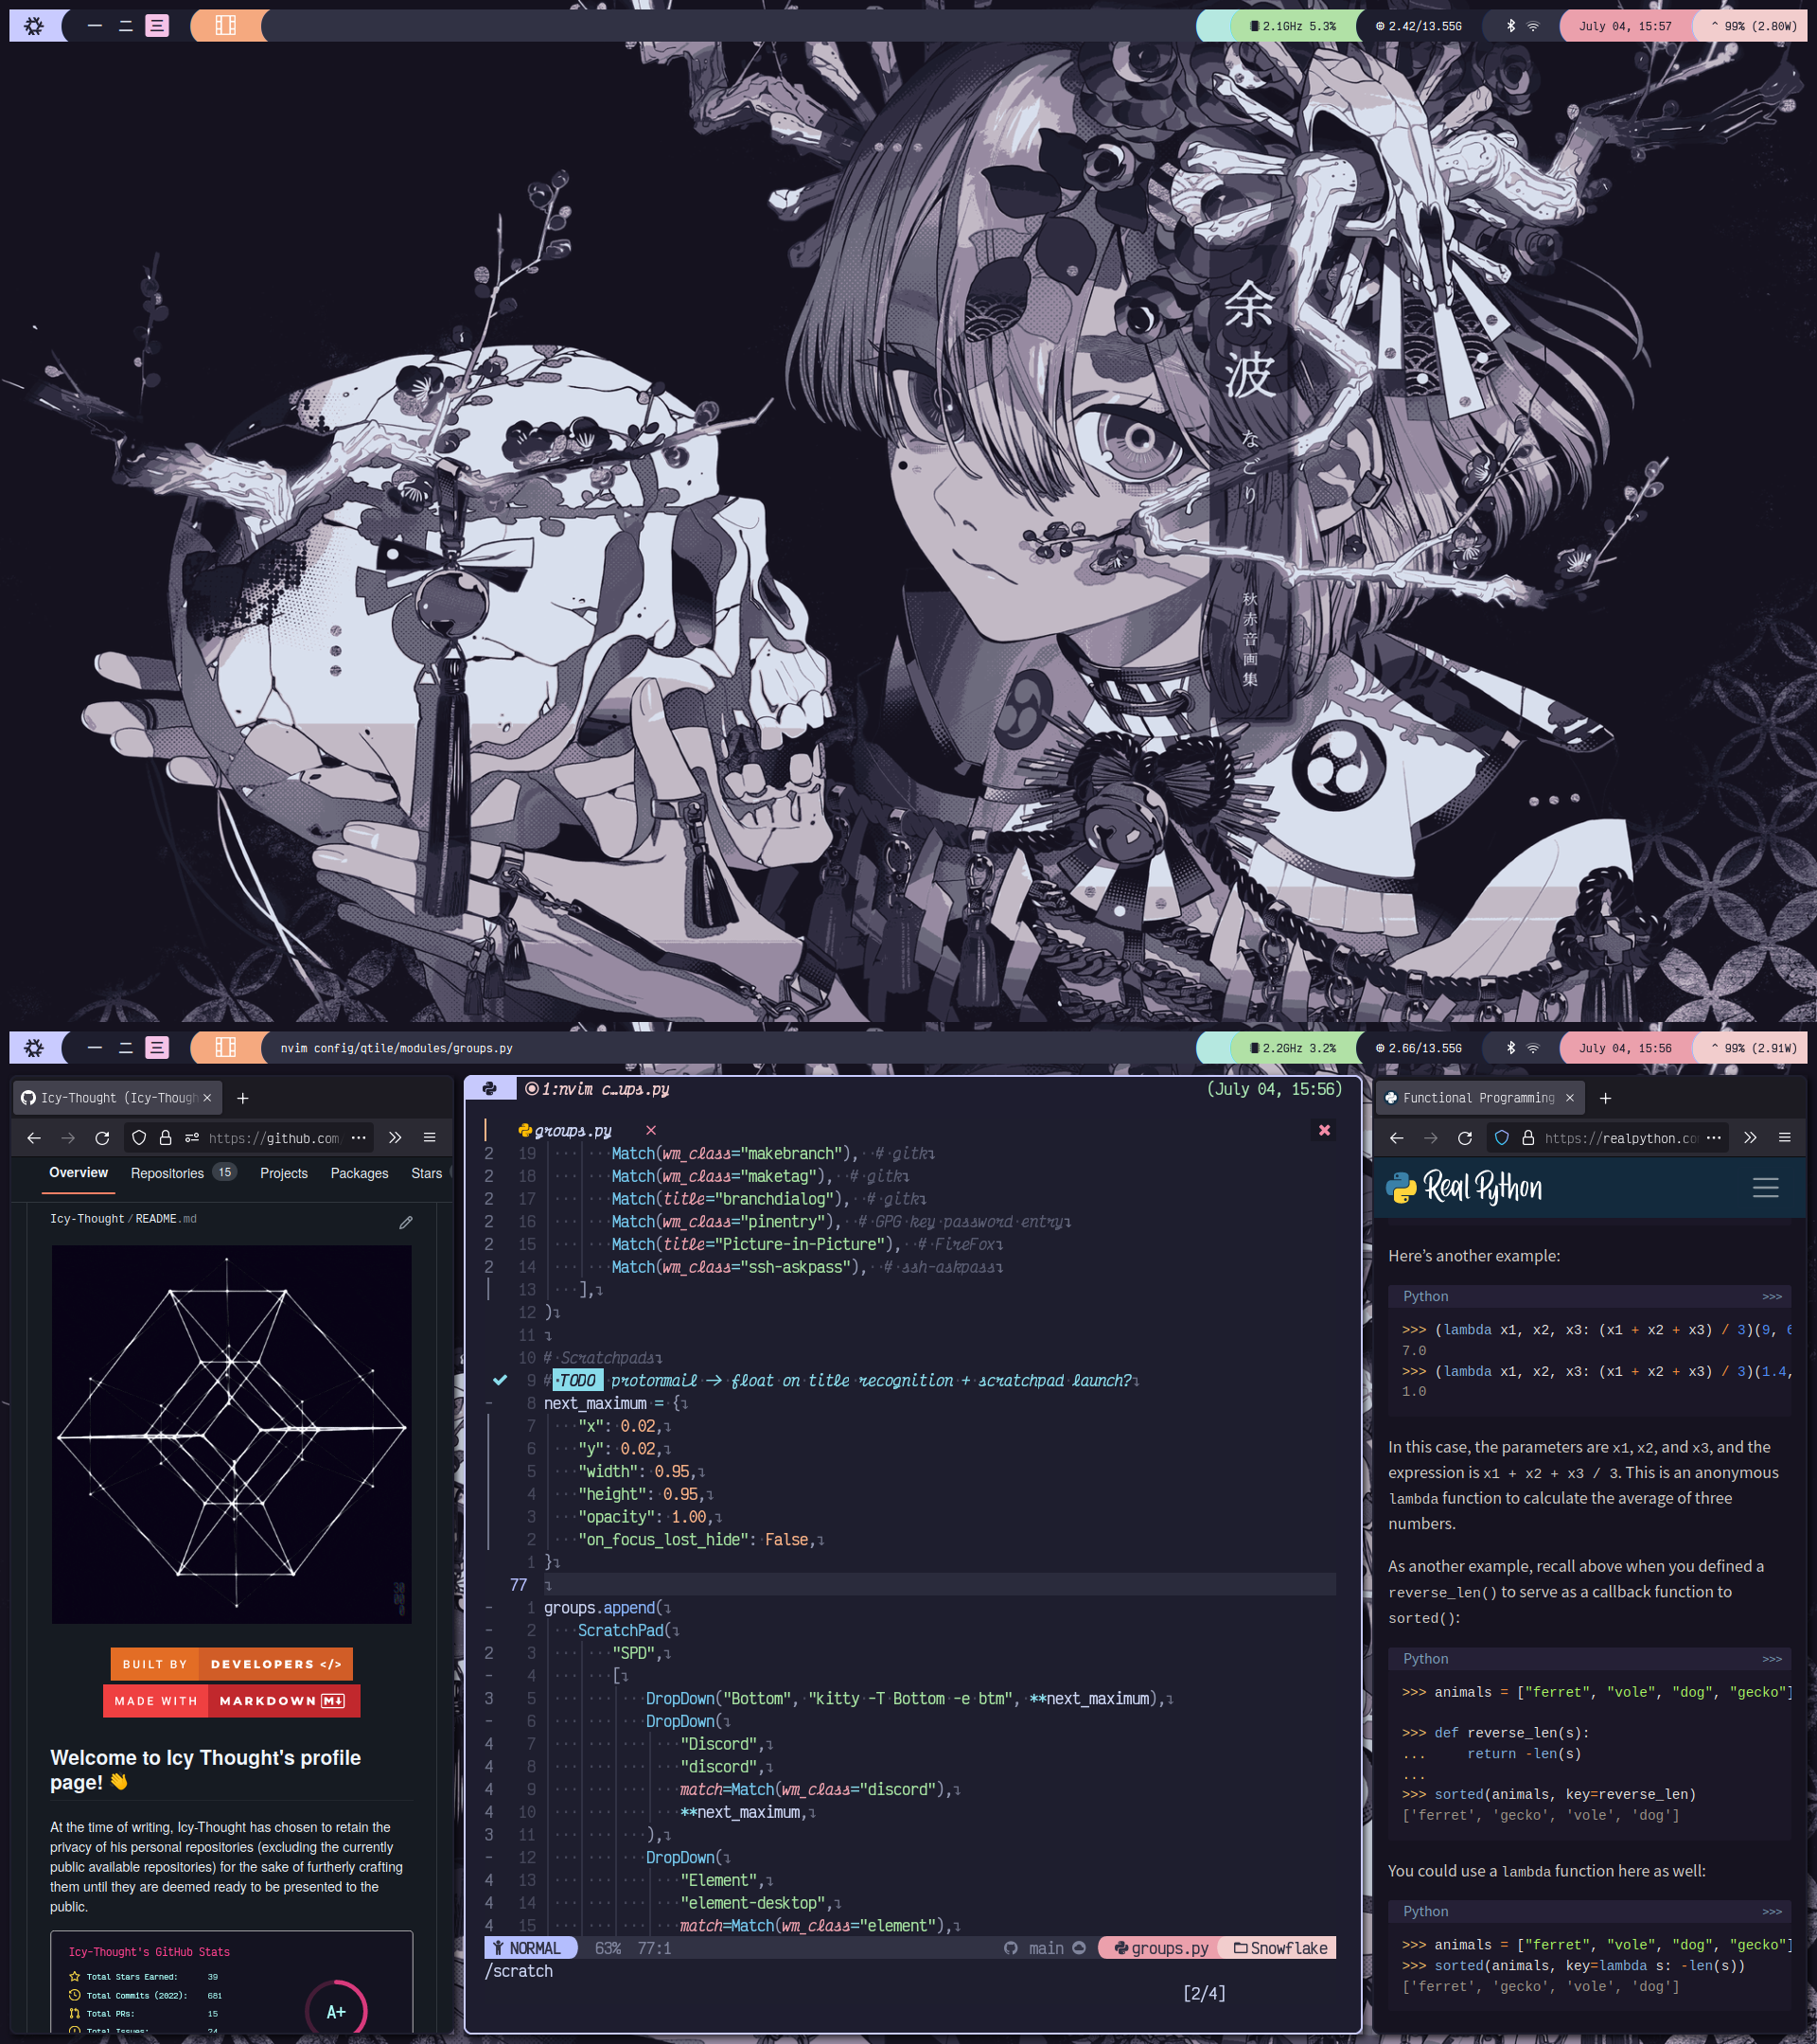 一 二 三
2.1GHz 5.3%
2.42/13.55G
July 04, 15:57
^ 99% (2.80W)
余波
なごり
秋赤音画集
一 二 三
nvim config/qtile/modules/groups.py
2.2GHz 3.2%
2.66/13.55G
July 04, 15:56
^ 99% (2.91W)
Icy-Thought (Icy-Though
https://github.com
Overview
Repositories 15
Projects
Packages
Stars
Icy-Thought / README.md
BUILT BY DEVELOPERS </>
MADE WITH MARKDOWN M↓
Welcome to Icy Thought's profile
page! 👋
At the time of writing, Icy-Thought has chosen to retain the
privacy of his personal repositories (excluding the currently
public available repositories) for the sake of furtherly crafting
them until they are deemed ready to be presented to the
public.
Icy-Thought's GitHub Stats
Total Stars Earned: 39
Total Commits (2022): 681
Total PRs: 15
Total Issues: 24
A+
1:nvim c…ups.py
(July 04, 15:56)
groups.py
2 19 Match(wm_class="makebranch"), # gitk
2 18 Match(wm_class="maketag"), # gitk
2 17 Match(title="branchdialog"), # gitk
2 16 Match(wm_class="pinentry"), # GPG key password entry
2 15 Match(title="Picture-in-Picture"), # FireFox
2 14 Match(wm_class="ssh-askpass"), # ssh-askpass
13 ],
12 )
11
10 # Scratchpads
9 # TODO protonmail → float on title recognition + scratchpad launch?
- 8 next_maximum = {
7 "x": 0.02,
6 "y": 0.02,
5 "width": 0.95,
4 "height": 0.95,
3 "opacity": 1.00,
2 "on_focus_lost_hide": False,
1 }
77
- 1 groups.append(
- 2 ScratchPad(
2 3 "SPD",
- 4 [
3 5 DropDown("Bottom", "kitty -T Bottom -e btm", **next_maximum),
- 6 DropDown(
4 7 "Discord",
4 8 "discord",
4 9 match=Match(wm_class="discord"),
4 10 **next_maximum,
3 11 ),
- 12 DropDown(
4 13 "Element",
4 14 "element-desktop",
4 15 match=Match(wm_class="element"),
NORMAL 63% 77:1 main groups.py Snowflake
/scratch
[2/4]
Functional Programming
https://realpython.co
Real Python
Here's another example:
Python >>>
>>> (lambda x1, x2, x3: (x1 + x2 + x3) / 3)(9, 6
7.0
>>> (lambda x1, x2, x3: (x1 + x2 + x3) / 3)(1.4,
1.0
In this case, the parameters are x1, x2, and x3, and the
expression is x1 + x2 + x3 / 3. This is an anonymous
lambda function to calculate the average of three
numbers.
As another example, recall above when you defined a
reverse_len() to serve as a callback function to
sorted():
Python >>>
>>> animals = ["ferret", "vole", "dog", "gecko"]
>>> def reverse_len(s):
... return -len(s)
...
>>> sorted(animals, key=reverse_len)
['ferret', 'gecko', 'vole', 'dog']
You could use a lambda function here as well:
Python >>>
>>> animals = ["ferret", "vole", "dog", "gecko"]
>>> sorted(animals, key=lambda s: -len(s))
['ferret', 'gecko', 'vole', 'dog']